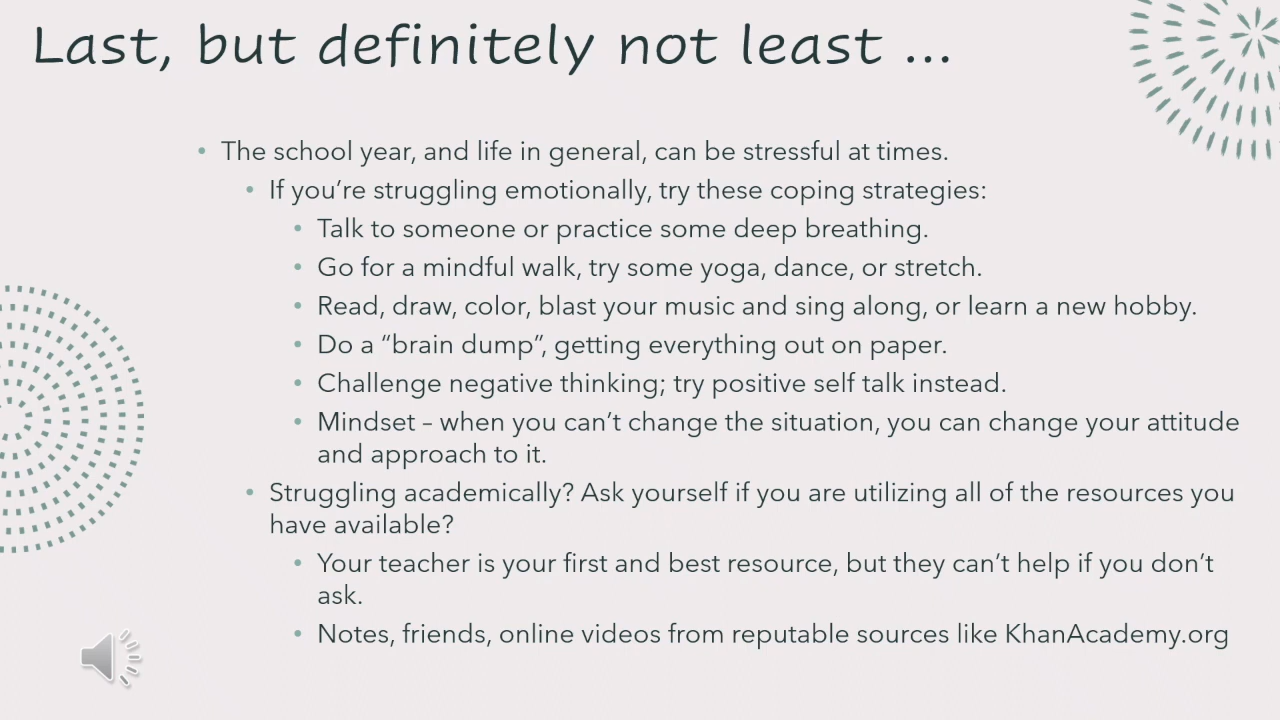 Last, but definitely not least ...
• The school year, and life in general, can be stressful at times.
• If you’re struggling emotionally, try these coping strategies:
• Talk to someone or practice some deep breathing.
• Go for a mindful walk, try some yoga, dance, or stretch.
• Read, draw, color, blast your music and sing along, or learn a new hobby.
• Do a “brain dump”, getting everything out on paper.
• Challenge negative thinking; try positive self talk instead.
• Mindset – when you can’t change the situation, you can change your attitude
and approach to it.
• Struggling academically? Ask yourself if you are utilizing all of the resources you
have available?
• Your teacher is your first and best resource, but they can’t help if you don’t
ask.
• Notes, friends, online videos from reputable sources like KhanAcademy.org